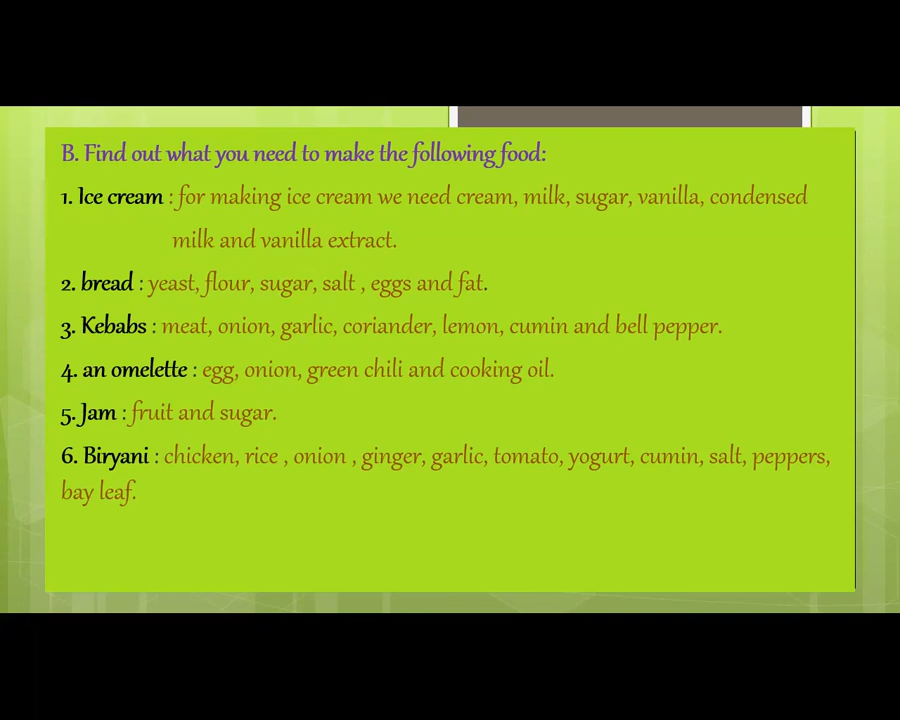 B. Find out what you need to make the following food:
1. Ice cream : for making ice cream we need cream, milk, sugar, vanilla, condensed
milk and vanilla extract.
2. bread : yeast, flour, sugar, salt , eggs and fat.
3. Kebabs : meat, onion, garlic, coriander, lemon, cumin and bell pepper.
4. an omelette : egg, onion, green chili and cooking oil.
5. Jam : fruit and sugar.
6. Biryani : chicken, rice , onion , ginger, garlic, tomato, yogurt, cumin, salt, peppers,
bay leaf.